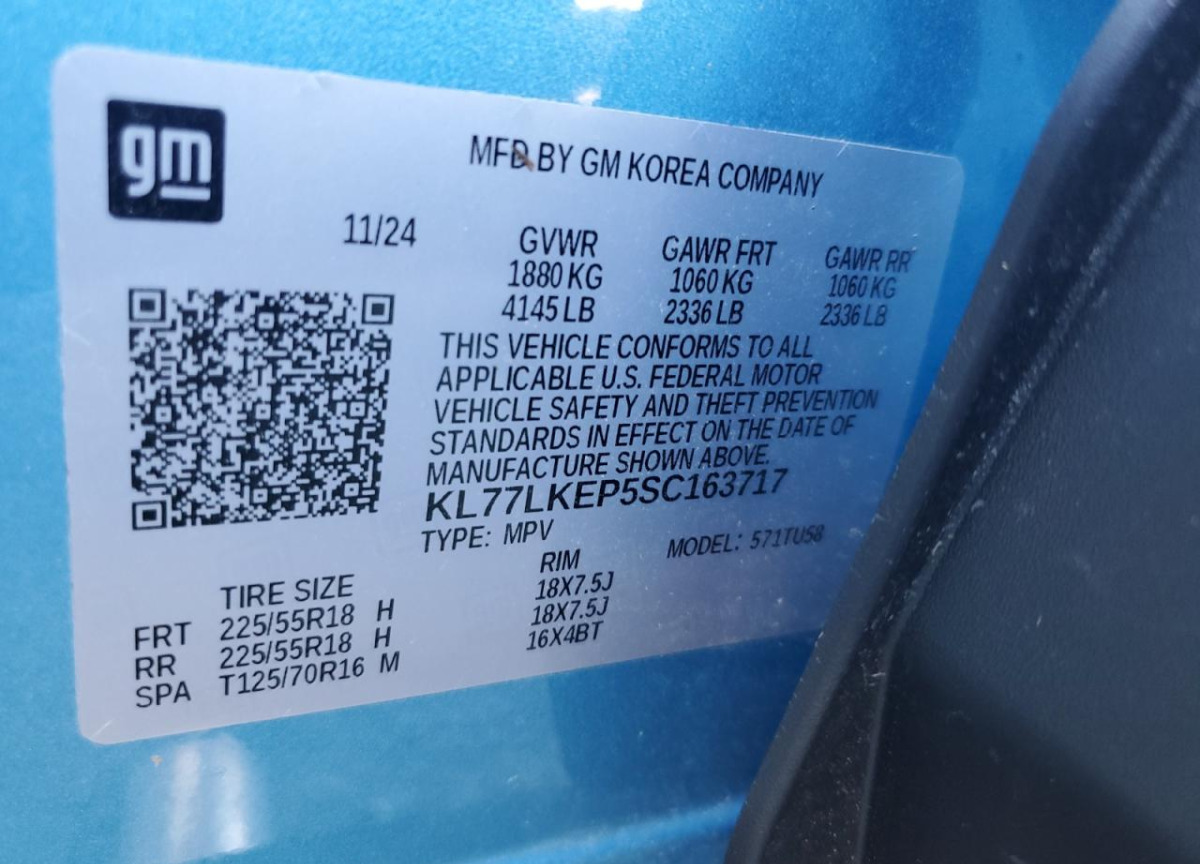 gm
MFD BY GM KOREA COMPANY
11/24 GVWR GAWR FRT GAWR RR
1880 KG 1060 KG 1060 KG
4145 LB 2336 LB 2336 LB
THIS VEHICLE CONFORMS TO ALL
APPLICABLE U.S. FEDERAL MOTOR
VEHICLE SAFETY AND THEFT PREVENTION
STANDARDS IN EFFECT ON THE DATE OF
MANUFACTURE SHOWN ABOVE.
KL77LKEP5SC163717
TYPE: MPV MODEL: 571TU58
TIRE SIZE RIM
FRT 225/55R18 H 18X7.5J
RR 225/55R18 H 18X7.5J
SPA T125/70R16 M 16X4BT